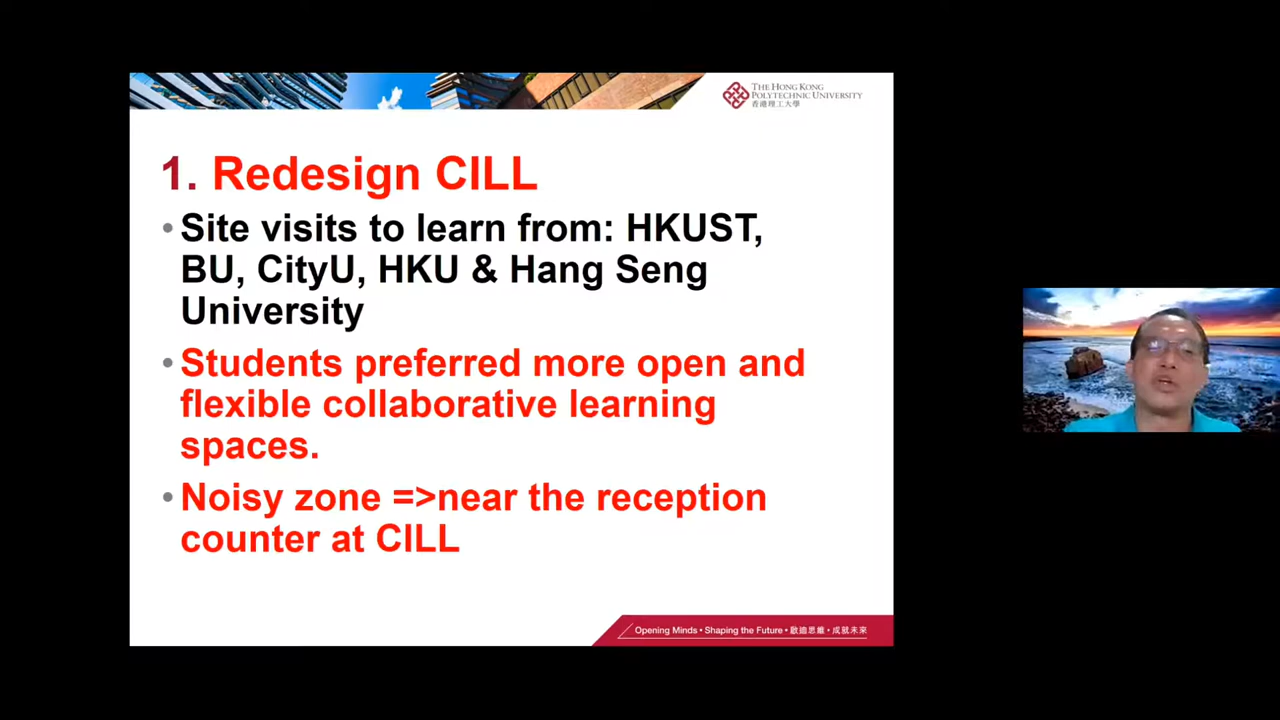 THE HONG KONG
POLYTECHNIC UNIVERSITY
香港理工大學
1. Redesign CILL
•Site visits to learn from: HKUST,
BU, CityU, HKU & Hang Seng
University
•Students preferred more open and
flexible collaborative learning
spaces.
•Noisy zone =>near the reception
counter at CILL
Opening Minds • Shaping the Future • 啟迪思維 • 成就未來